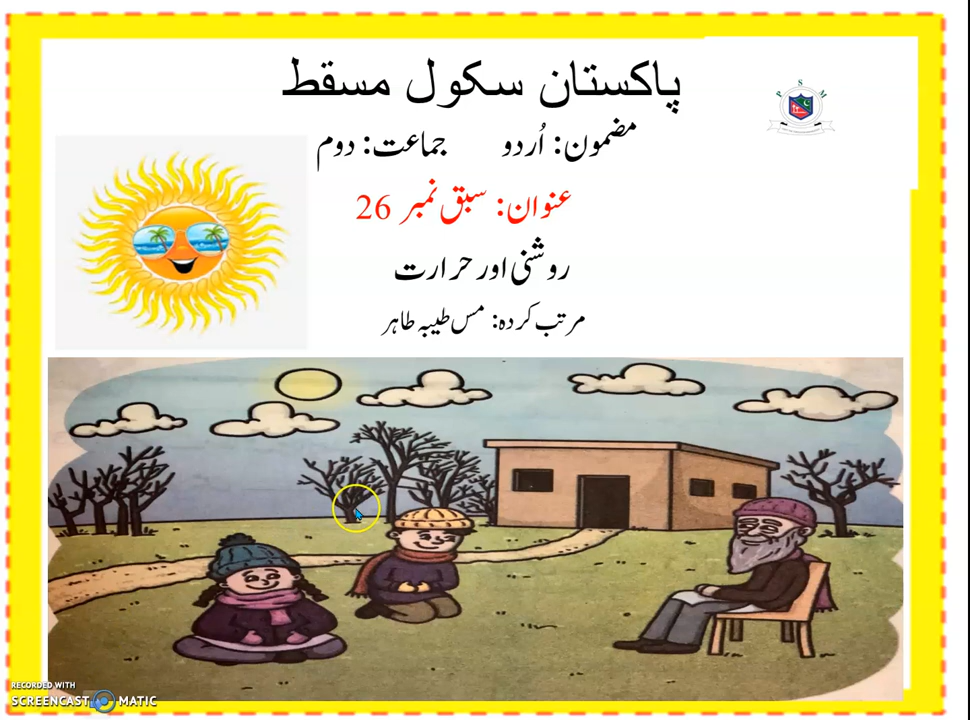 پاکستان سکول مسقط
P S M
مضمون: اُردو جماعت: دوم
عنوان: سبق نمبر 26
روشنی اور حرارت
مرتب کردہ: مس طیبہ طاہر
RECORDED WITH
SCREENCAST MATIC